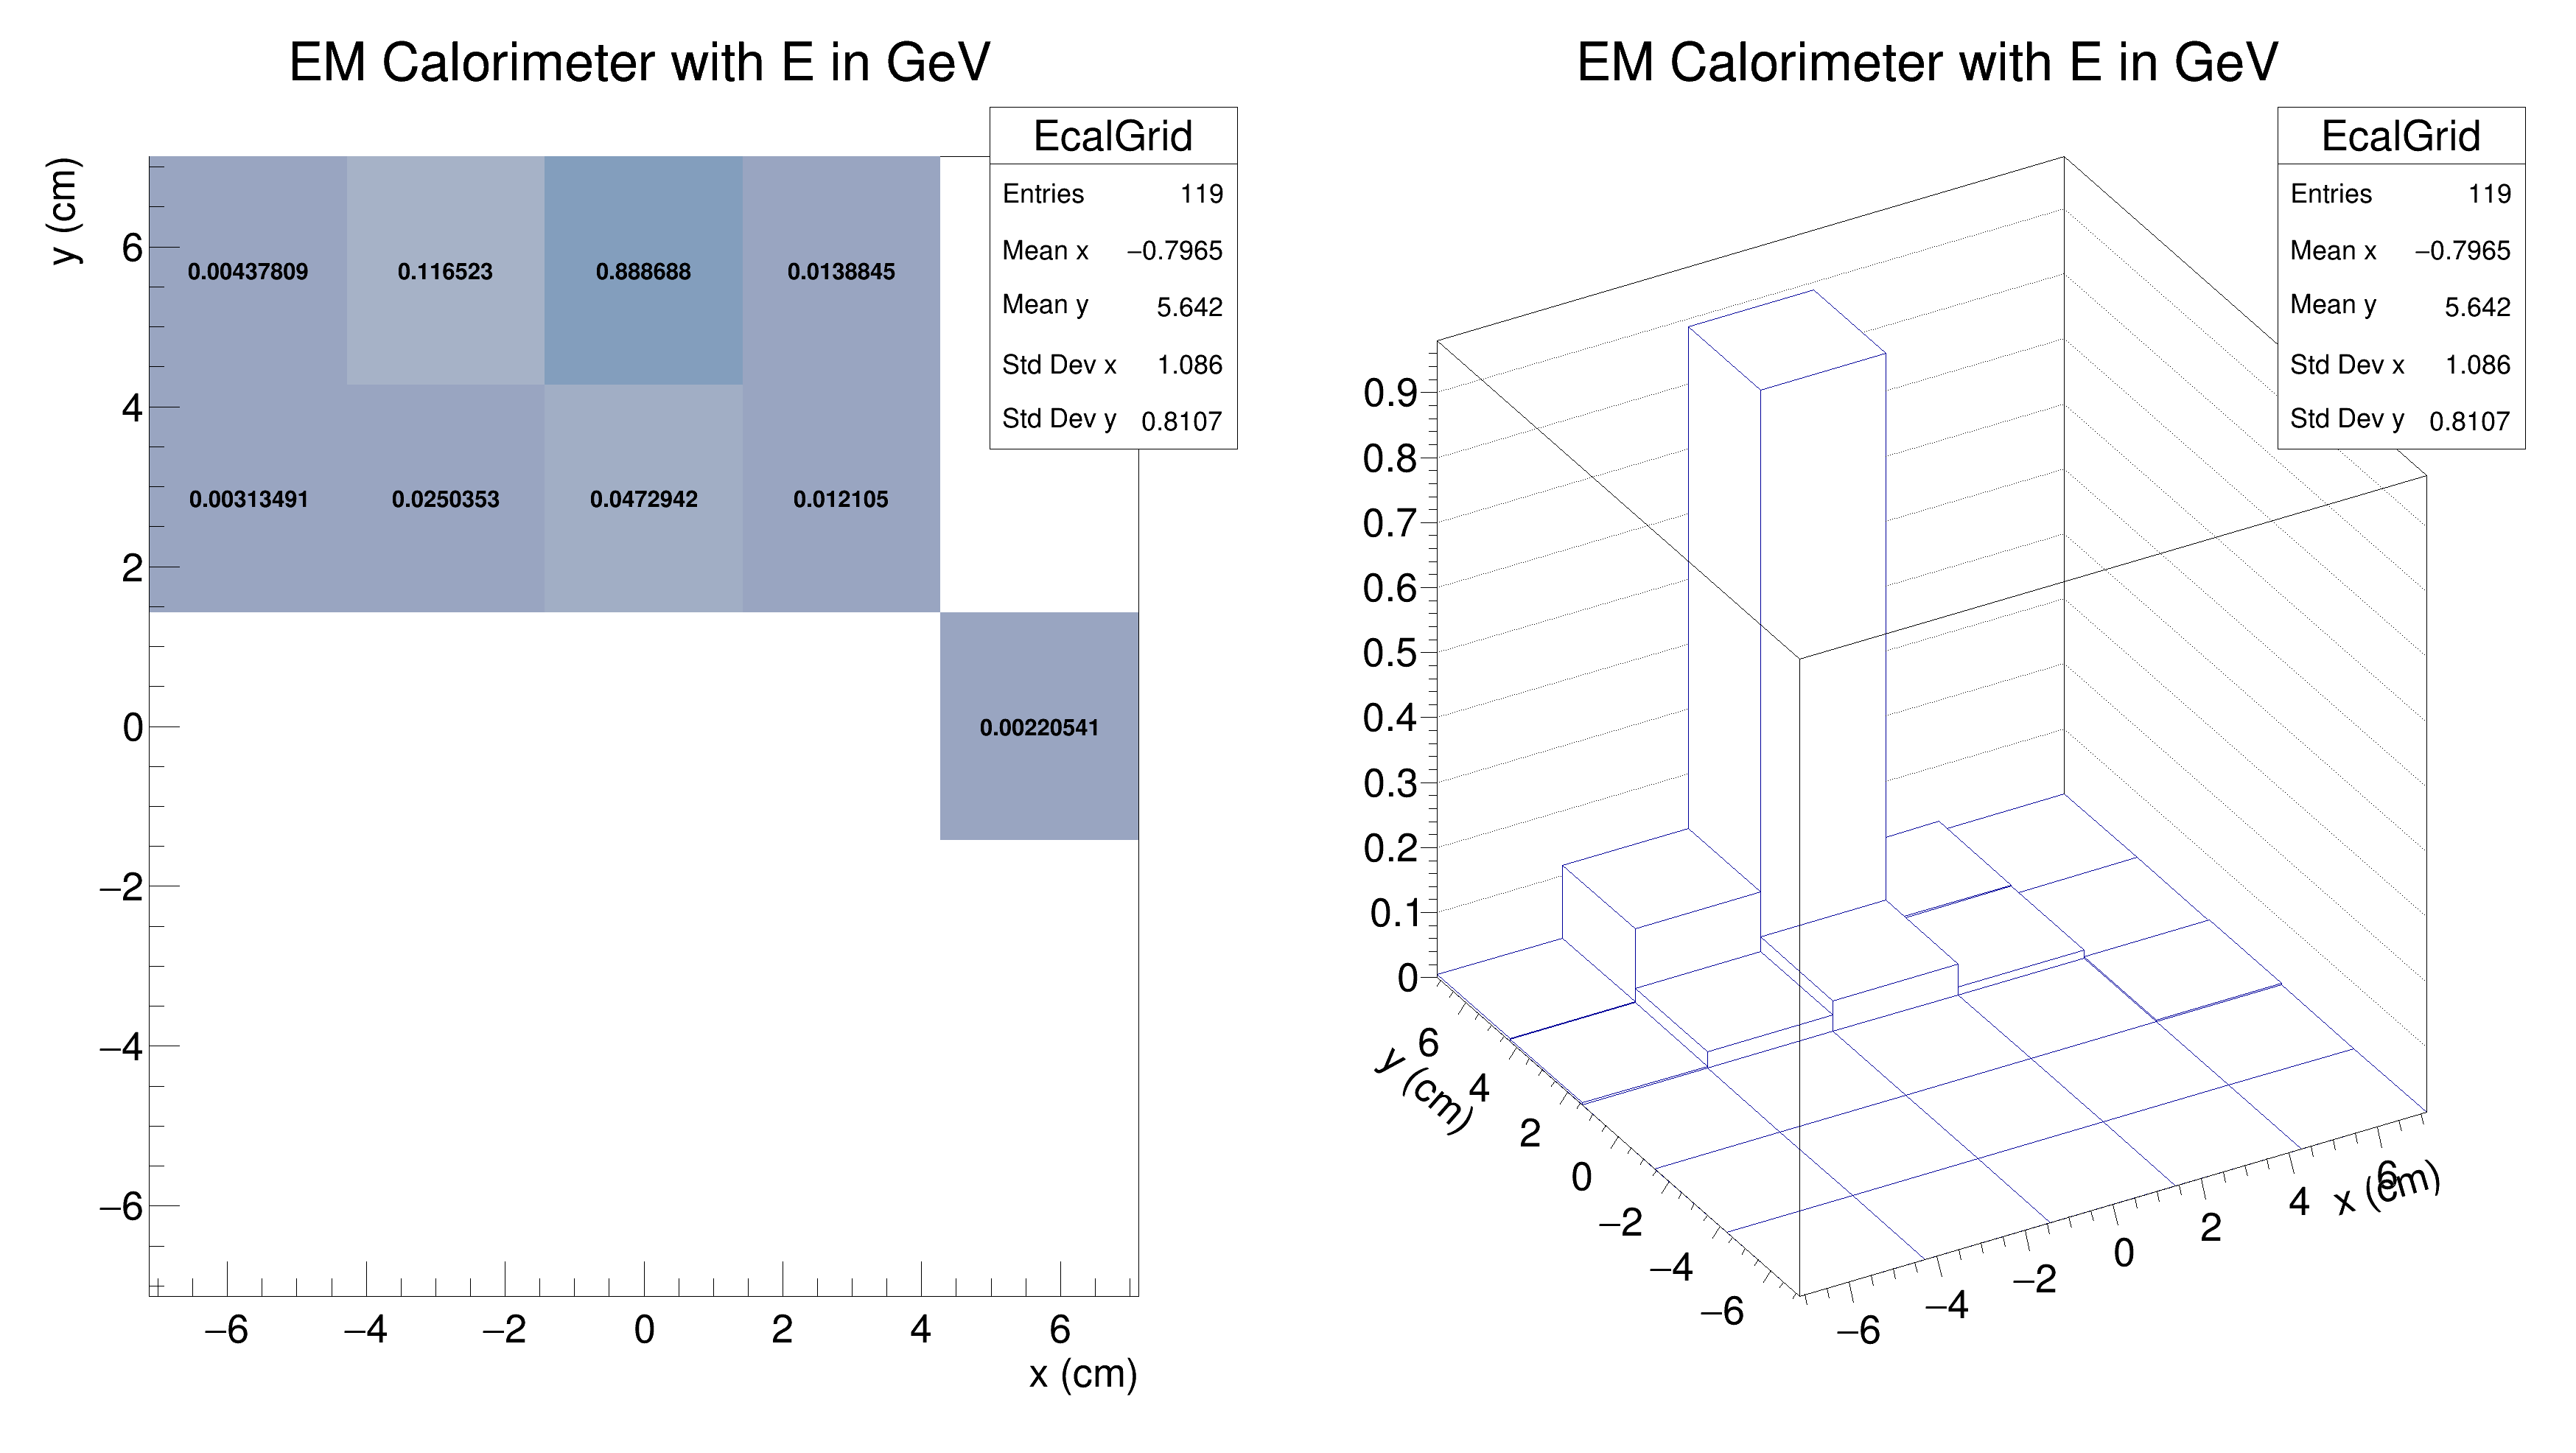 EM Calorimeter with E in GeV
EcalGrid
Entries 119
Mean x −0.7965
Mean y 5.642
Std Dev x 1.086
Std Dev y 0.8107
y (cm)
6
4
2
0
−2
−4
−6
0.00437809 0.116523 0.888688 0.0138845
0.00313491 0.0250353 0.0472942 0.012105
0.00220541
−6 −4 −2 0 2 4 6
x (cm)
EM Calorimeter with E in GeV
EcalGrid
Entries 119
Mean x −0.7965
Mean y 5.642
Std Dev x 1.086
Std Dev y 0.8107
0.9
0.8
0.7
0.6
0.5
0.4
0.3
0.2
0.1
0
6
4
2
0
−2
−4
−6
y (cm)
−6
−4
−2
0
2
4
6
x (cm)